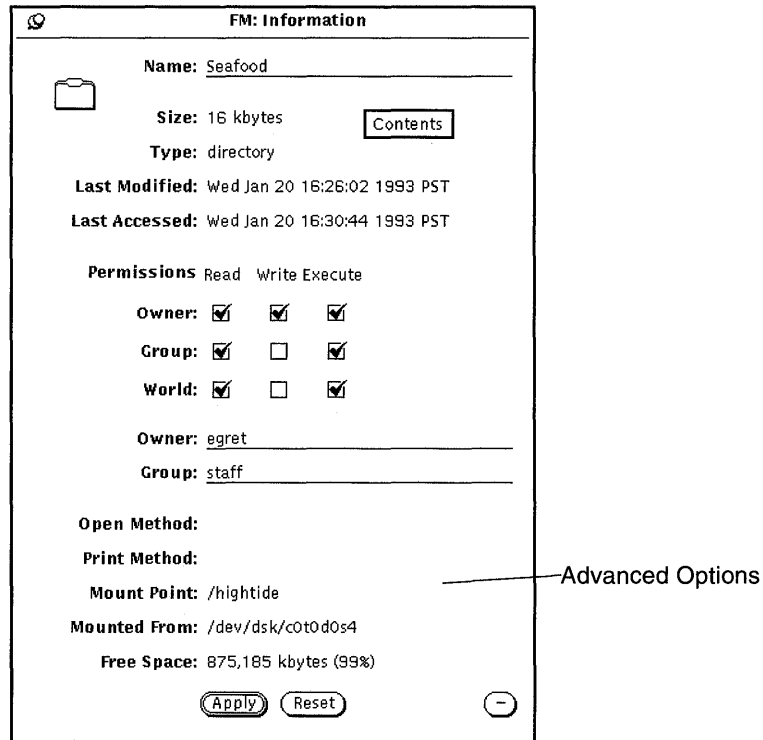 FM: Information
Name: Seafood
Size: 16 kbytes
Contents
Type: directory
Last Modified: Wed Jan 20 16:26:02 1993 PST
Last Accessed: Wed Jan 20 16:30:44 1993 PST
Permissions Read Write Execute
Owner:
Group:
World:
Owner: egret
Group: staff
Open Method:
Print Method:
Mount Point: /hightide
Advanced Options
Mounted From: /dev/dsk/c0t0d0s4
Free Space: 875,185 kbytes (99%)
Apply Reset −